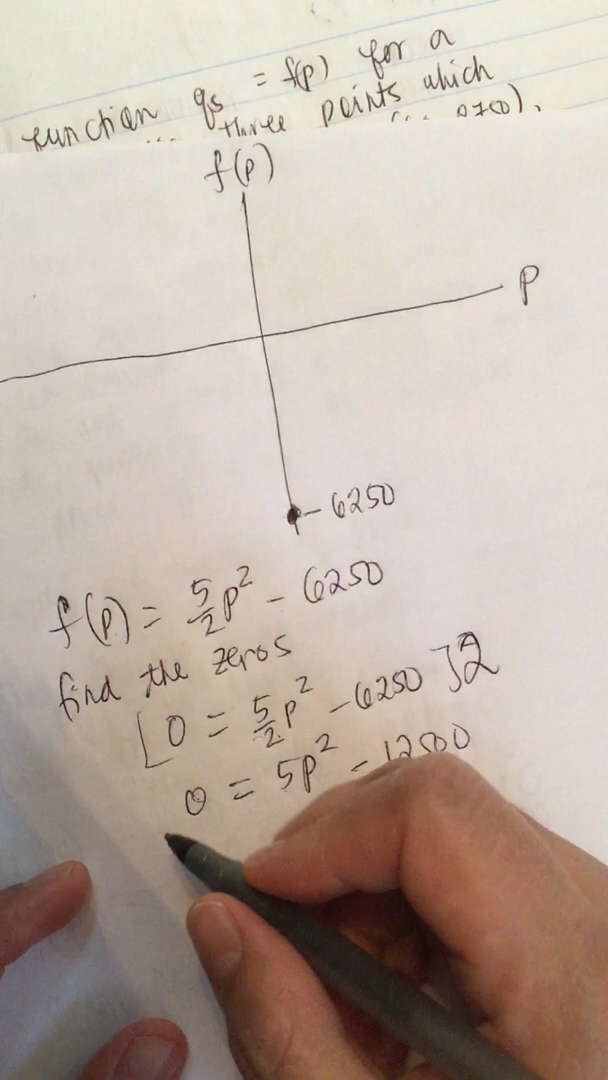 function qs = f(p) for a
three points which
f(p)
P
- 6250
f(p) = 5/2 p² - 6250
find the zeros
[0 = 5/2 p² - 6250]2
0 = 5p² - 12500